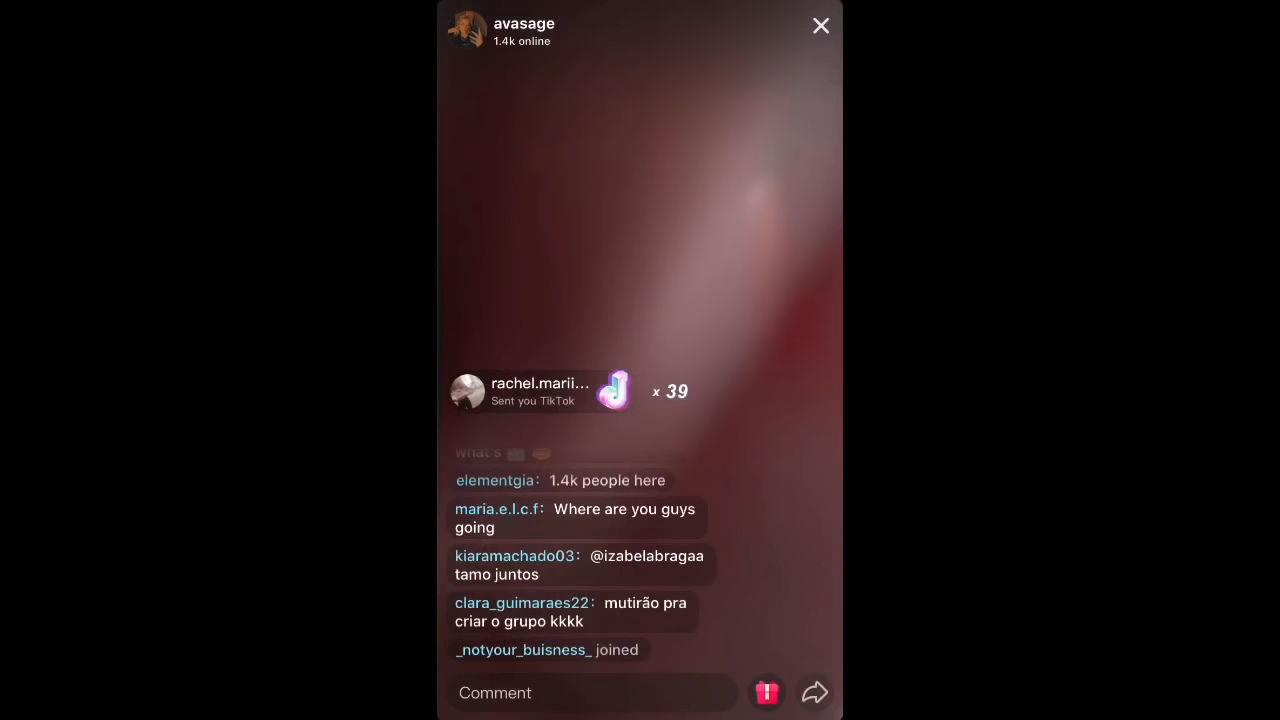 avasage
1.4k online
rachel.marii...
Sent you TikTok
x 39
what's
elementgia: 1.4k people here
maria.e.l.c.f: Where are you guys
going
kiaramachado03: @izabelabragaa
tamo juntos
clara_guimaraes22: mutirão pra
criar o grupo kkkk
_notyour_buisness_ joined
Comment